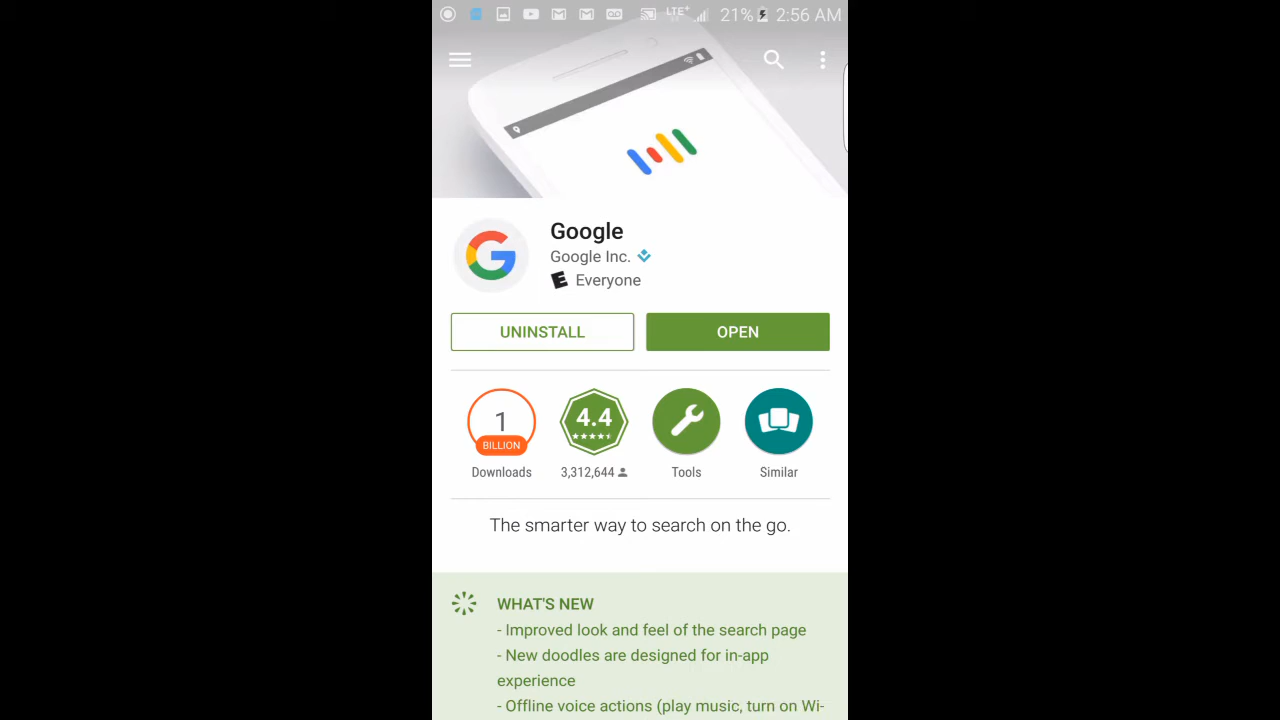 LTE+ 21% 2:56 AM
Google
Google Inc.
E Everyone
UNINSTALL OPEN
1 BILLION 4.4
Downloads 3,312,644 Tools Similar
The smarter way to search on the go.
WHAT'S NEW
- Improved look and feel of the search page
- New doodles are designed for in-app
experience
- Offline voice actions (play music, turn on Wi-